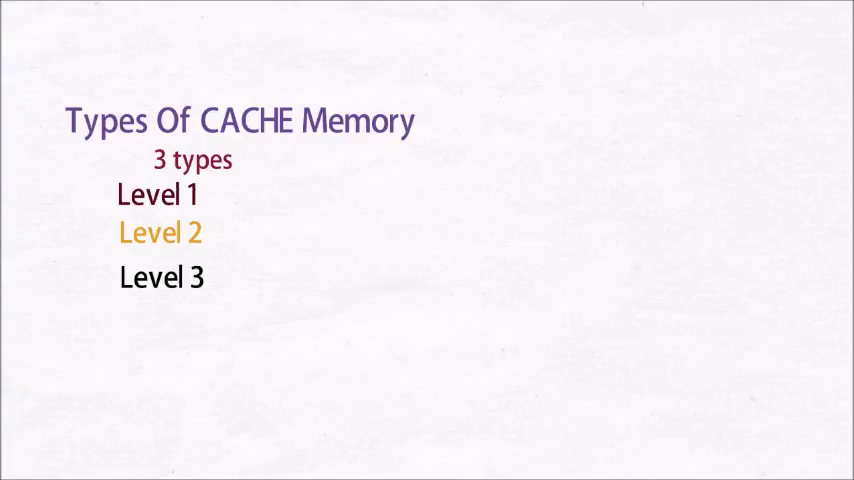 Types Of CACHE Memory
3 types
Level 1
Level 2
Level 3